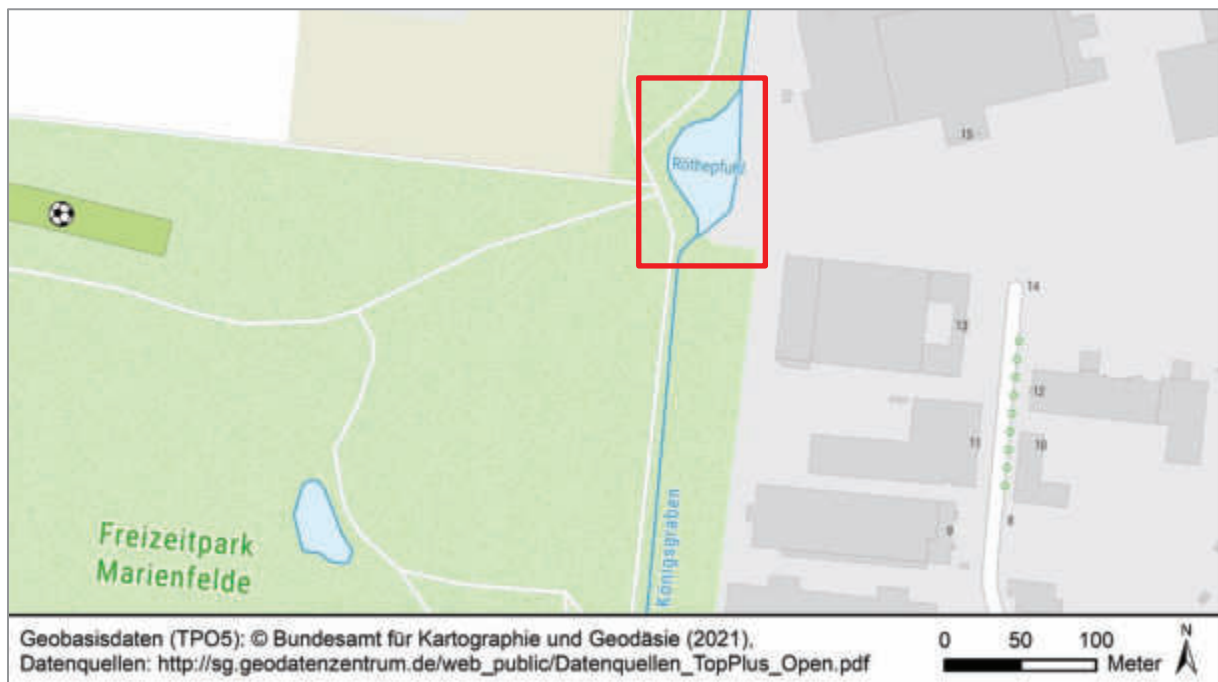 15
Röthepfuhl
14
13
12
11
10
9
8
Königsgraben
Freizeitpark
Marienfelde
Geobasisdaten (TPO5): © Bundesamt für Kartographie und Geodäsie (2021),
Datenquellen: http://sg.geodatenzentrum.de/web_public/Datenquellen_TopPlus_Open.pdf
0 50 100
Meter
N